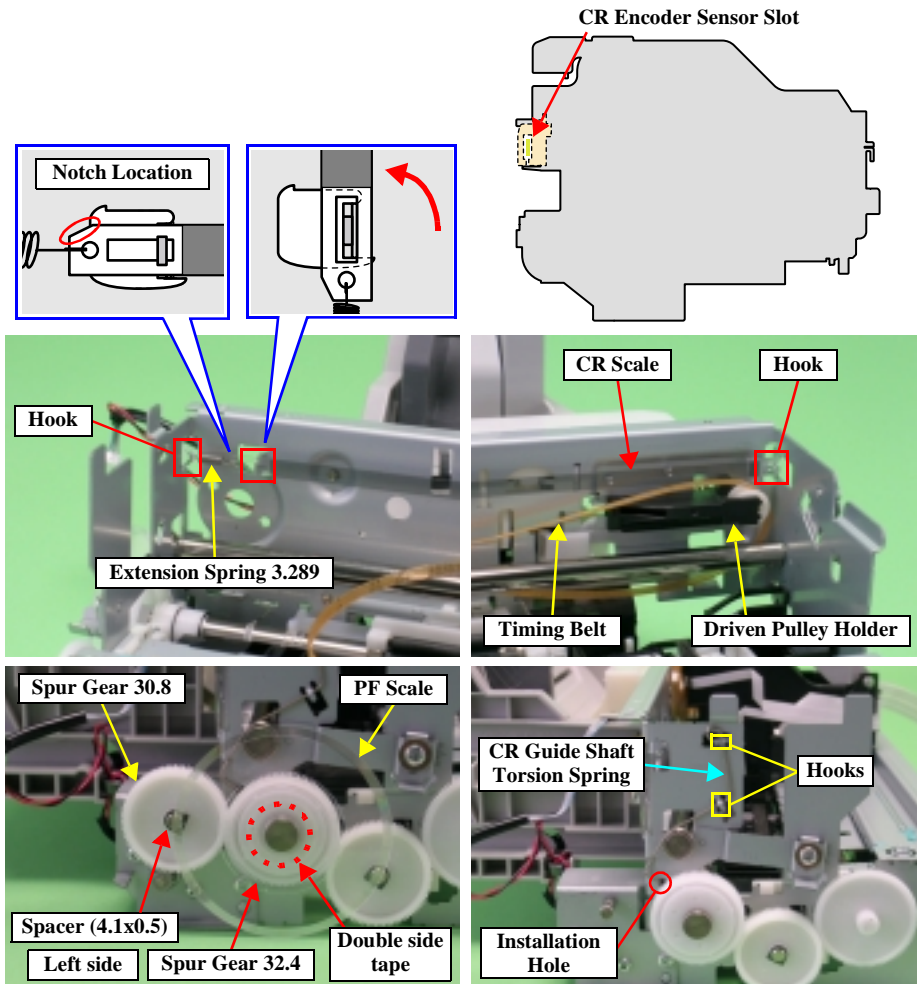 CR Encoder Sensor Slot
Notch Location
Hook
Extension Spring 3.289
CR Scale
Hook
Timing Belt
Driven Pulley Holder
Spur Gear 30.8
PF Scale
Spacer (4.1x0.5)
Left side
Spur Gear 32.4
Double side
tape
CR Guide Shaft
Torsion Spring
Hooks
Installation
Hole